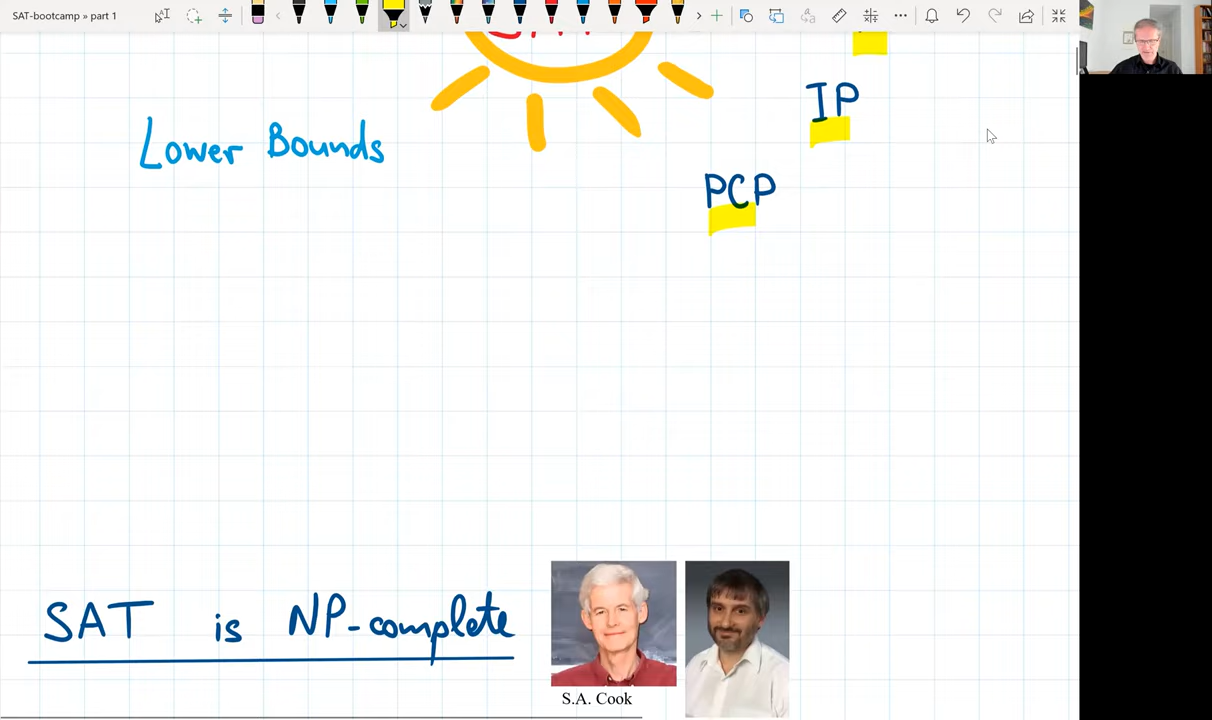 SAT-bootcamp » part 1
IP
Lower Bounds
PCP
SAT is NP-complete
S.A. Cook